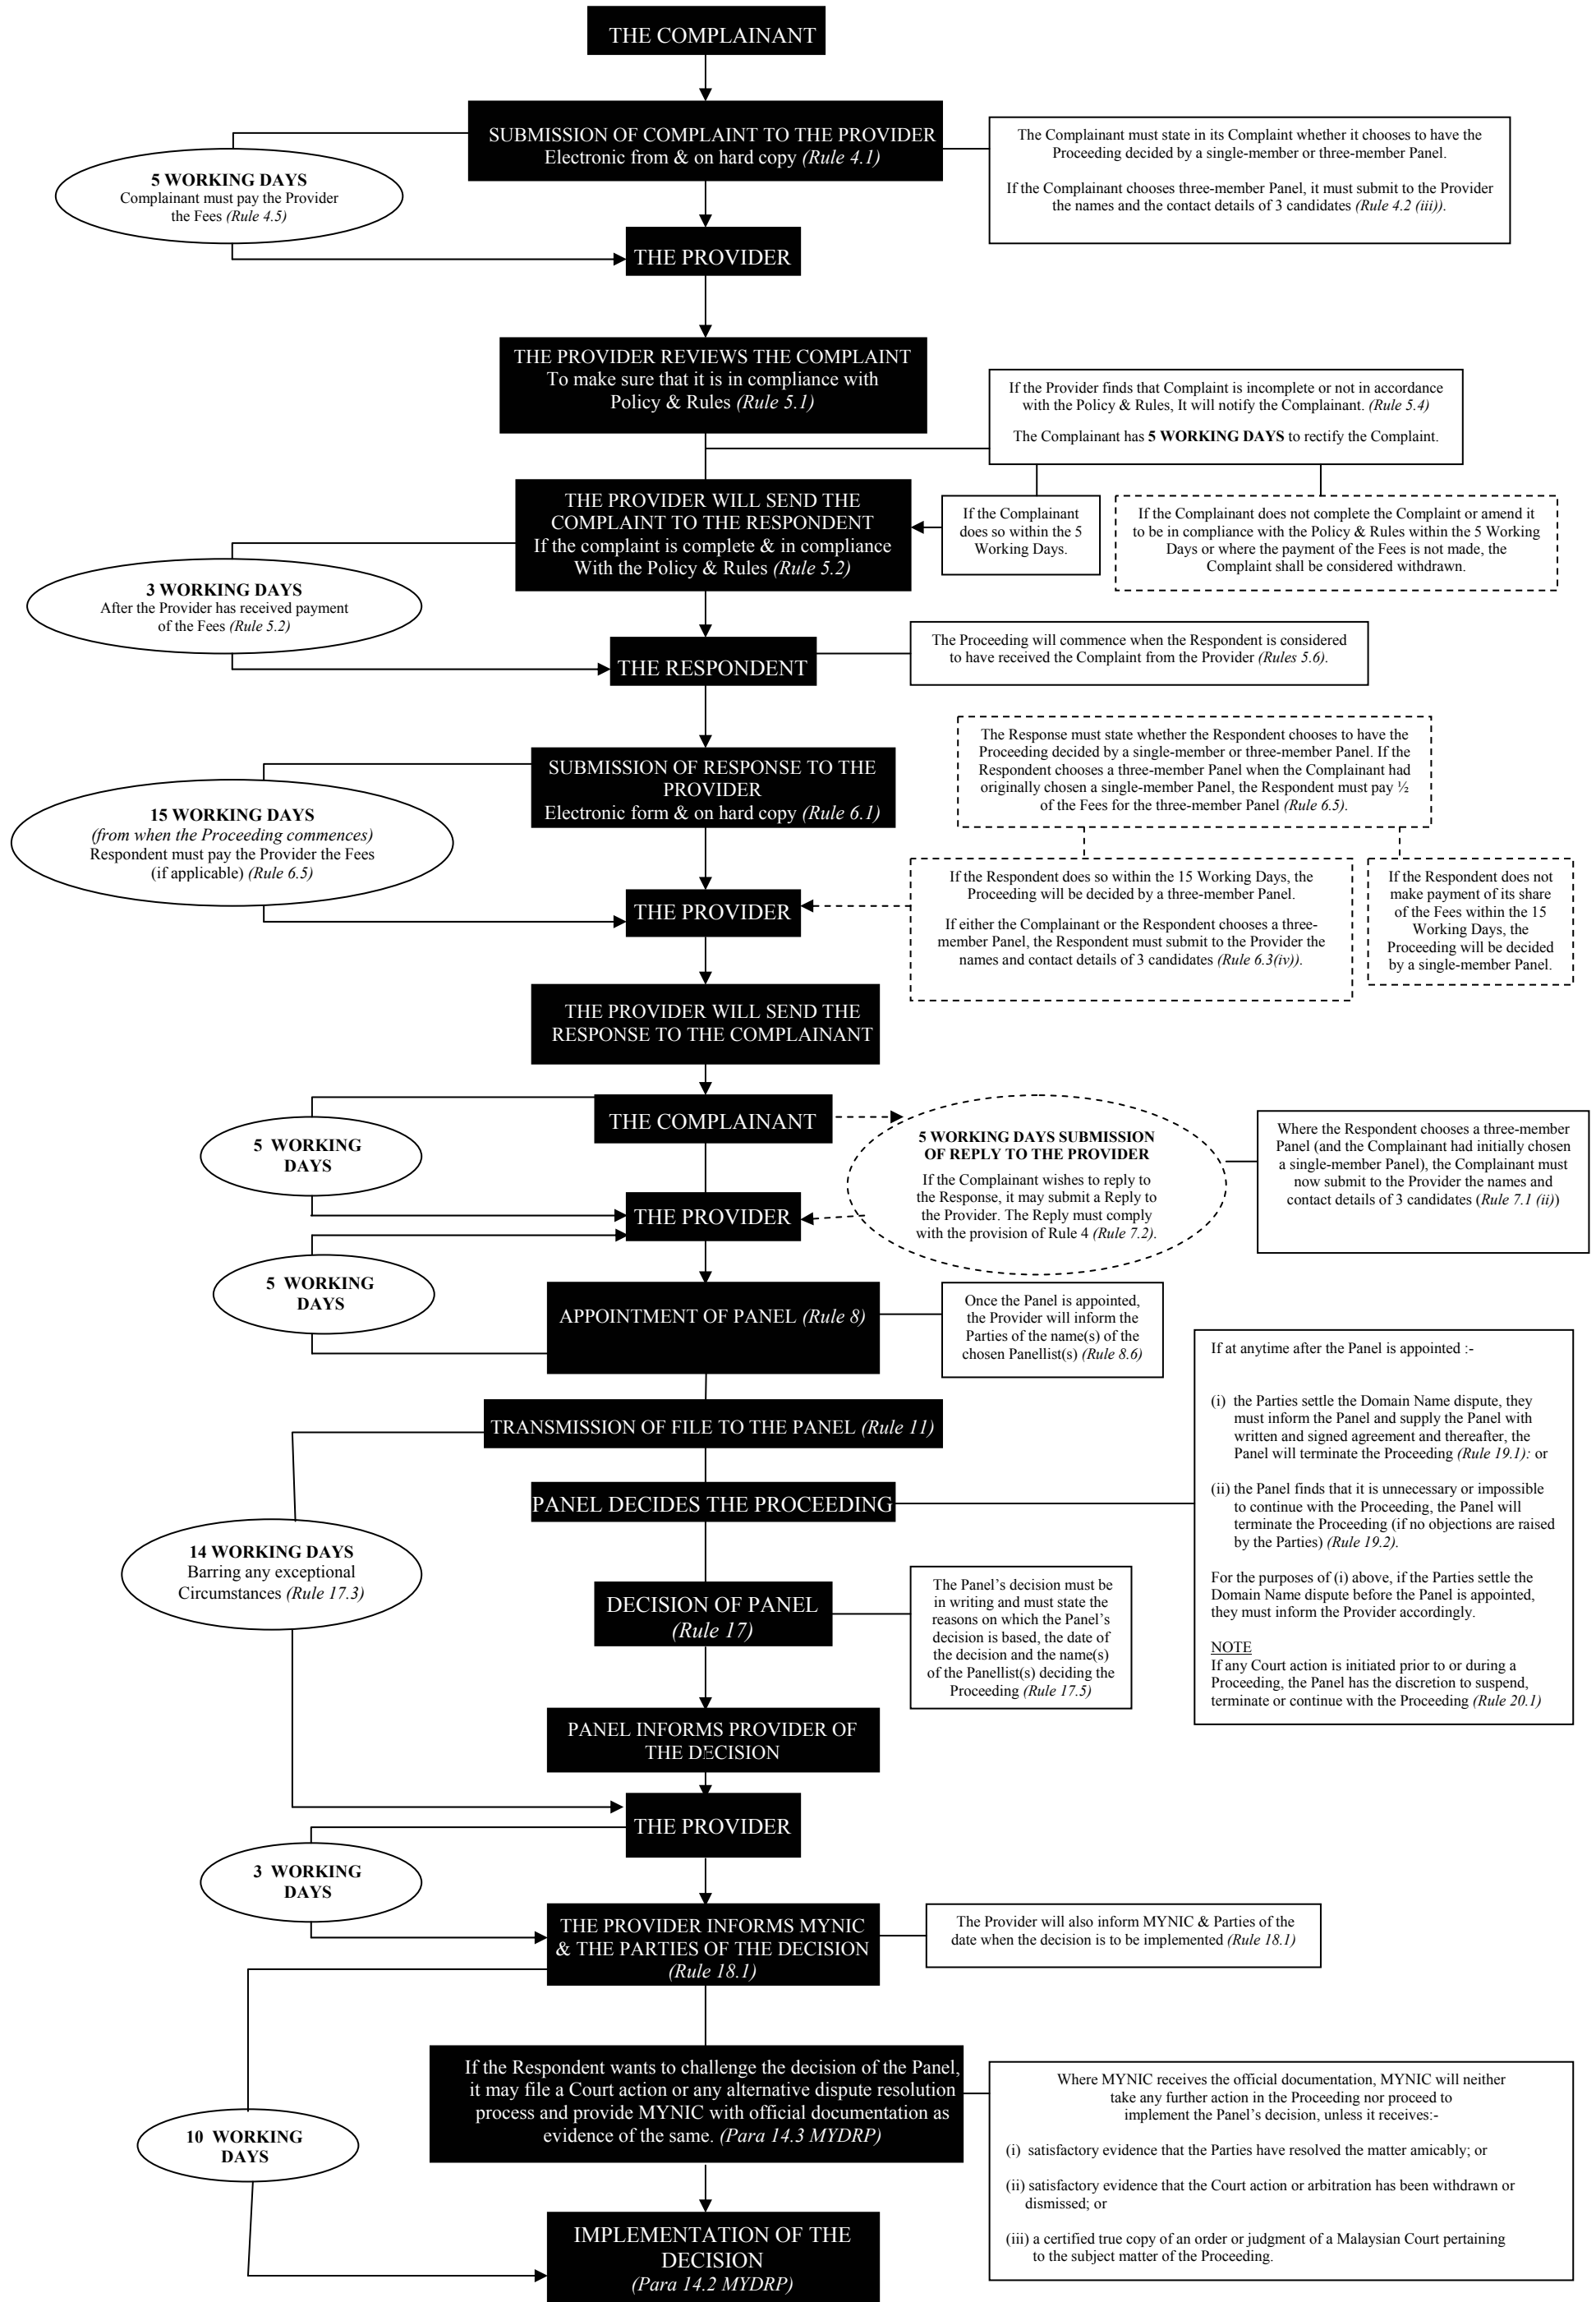 THE COMPLAINANT
SUBMISSION OF COMPLAINT TO THE PROVIDER
Electronic from & on hard copy (Rule 4.1)
The Complainant must state in its Complaint whether it chooses to have the
Proceeding decided by a single-member or three-member Panel.
If the Complainant chooses three-member Panel, it must submit to the Provider
the names and the contact details of 3 candidates (Rule 4.2 (iii)).
5 WORKING DAYS
Complainant must pay the Provider
the Fees (Rule 4.5)
THE PROVIDER
THE PROVIDER REVIEWS THE COMPLAINT
To make sure that it is in compliance with
Policy & Rules (Rule 5.1)
If the Provider finds that Complaint is incomplete or not in accordance
with the Policy & Rules, It will notify the Complainant. (Rule 5.4)
The Complainant has 5 WORKING DAYS to rectify the Complaint.
THE PROVIDER WILL SEND THE
COMPLAINT TO THE RESPONDENT
If the complaint is complete & in compliance
With the Policy & Rules (Rule 5.2)
If the Complainant
does so within the 5
Working Days.
If the Complainant does not complete the Complaint or amend it
to be in compliance with the Policy & Rules within the 5 Working
Days or where the payment of the Fees is not made, the
Complaint shall be considered withdrawn.
3 WORKING DAYS
After the Provider has received payment
of the Fees (Rule 5.2)
THE RESPONDENT
The Proceeding will commence when the Respondent is considered
to have received the Complaint from the Provider (Rules 5.6).
SUBMISSION OF RESPONSE TO THE
PROVIDER
Electronic form & on hard copy (Rule 6.1)
The Response must state whether the Respondent chooses to have the
Proceeding decided by a single-member or three-member Panel. If the
Respondent chooses a three-member Panel when the Complainant had
originally chosen a single-member Panel, the Respondent must pay ½
of the Fees for the three-member Panel (Rule 6.5).
15 WORKING DAYS
(from when the Proceeding commences)
Respondent must pay the Provider the Fees
(if applicable) (Rule 6.5)
If the Respondent does so within the 15 Working Days, the
Proceeding will be decided by a three-member Panel.
If either the Complainant or the Respondent chooses a three-
member Panel, the Respondent must submit to the Provider the
names and contact details of 3 candidates (Rule 6.3(iv)).
If the Respondent does not
make payment of its share
of the Fees within the 15
Working Days, the
Proceeding will be decided
by a single-member Panel.
THE PROVIDER
THE PROVIDER WILL SEND THE
RESPONSE TO THE COMPLAINANT
THE COMPLAINANT
5 WORKING
DAYS
5 WORKING DAYS SUBMISSION
OF REPLY TO THE PROVIDER
If the Complainant wishes to reply to
the Response, it may submit a Reply to
the Provider. The Reply must comply
with the provision of Rule 4 (Rule 7.2).
Where the Respondent chooses a three-member
Panel (and the Complainant had initially chosen
a single-member Panel), the Complainant must
now submit to the Provider the names and
contact details of 3 candidates (Rule 7.1 (ii))
THE PROVIDER
5 WORKING
DAYS
APPOINTMENT OF PANEL (Rule 8)
Once the Panel is appointed,
the Provider will inform the
Parties of the name(s) of the
chosen Panellist(s) (Rule 8.6)
If at anytime after the Panel is appointed :-
(i) the Parties settle the Domain Name dispute, they
must inform the Panel and supply the Panel with
written and signed agreement and thereafter, the
Panel will terminate the Proceeding (Rule 19.1): or
(ii) the Panel finds that it is unnecessary or impossible
to continue with the Proceeding, the Panel will
terminate the Proceeding (if no objections are raised
by the Parties) (Rule 19.2).
For the purposes of (i) above, if the Parties settle the
Domain Name dispute before the Panel is appointed,
they must inform the Provider accordingly.
NOTE
If any Court action is initiated prior to or during a
Proceeding, the Panel has the discretion to suspend,
terminate or continue with the Proceeding (Rule 20.1)
TRANSMISSION OF FILE TO THE PANEL (Rule 11)
PANEL DECIDES THE PROCEEDING
14 WORKING DAYS
Barring any exceptional
Circumstances (Rule 17.3)
DECISION OF PANEL
(Rule 17)
The Panel's decision must be
in writing and must state the
reasons on which the Panel's
decision is based, the date of
the decision and the name(s)
of the Panellist(s) deciding the
Proceeding (Rule 17.5)
PANEL INFORMS PROVIDER OF
THE DECISION
THE PROVIDER
3 WORKING
DAYS
THE PROVIDER INFORMS MYNIC
& THE PARTIES OF THE DECISION
(Rule 18.1)
The Provider will also inform MYNIC & Parties of the
date when the decision is to be implemented (Rule 18.1)
If the Respondent wants to challenge the decision of the Panel,
it may file a Court action or any alternative dispute resolution
process and provide MYNIC with official documentation as
evidence of the same. (Para 14.3 MYDRP)
Where MYNIC receives the official documentation, MYNIC will neither
take any further action in the Proceeding nor proceed to
implement the Panel's decision, unless it receives:-
(i) satisfactory evidence that the Parties have resolved the matter amicably; or
(ii) satisfactory evidence that the Court action or arbitration has been withdrawn or
dismissed; or
(iii) a certified true copy of an order or judgment of a Malaysian Court pertaining
to the subject matter of the Proceeding.
10 WORKING
DAYS
IMPLEMENTATION OF THE
DECISION
(Para 14.2 MYDRP)